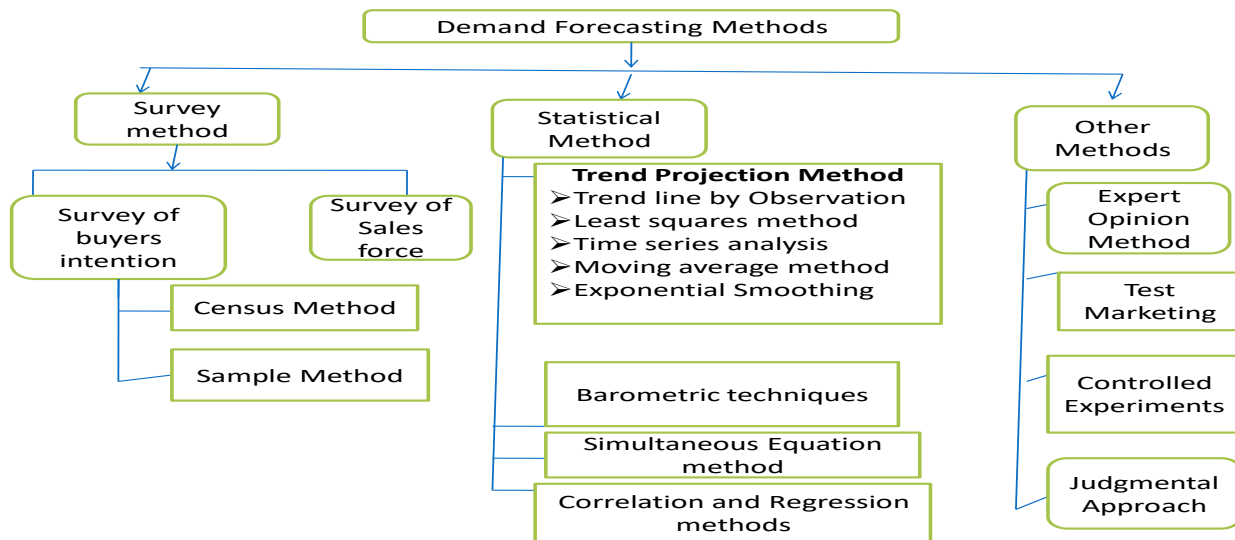 Demand Forecasting Methods
Survey
method
Survey of
buyers
intention
Survey of
Sales
force
Census Method
Sample Method
Statistical
Method
Trend Projection Method
➢Trend line by Observation
➢Least squares method
➢Time series analysis
➢Moving average method
➢Exponential Smoothing
Barometric techniques
Simultaneous Equation
method
Correlation and Regression
methods
Other
Methods
Expert
Opinion
Method
Test
Marketing
Controlled
Experiments
Judgmental
Approach